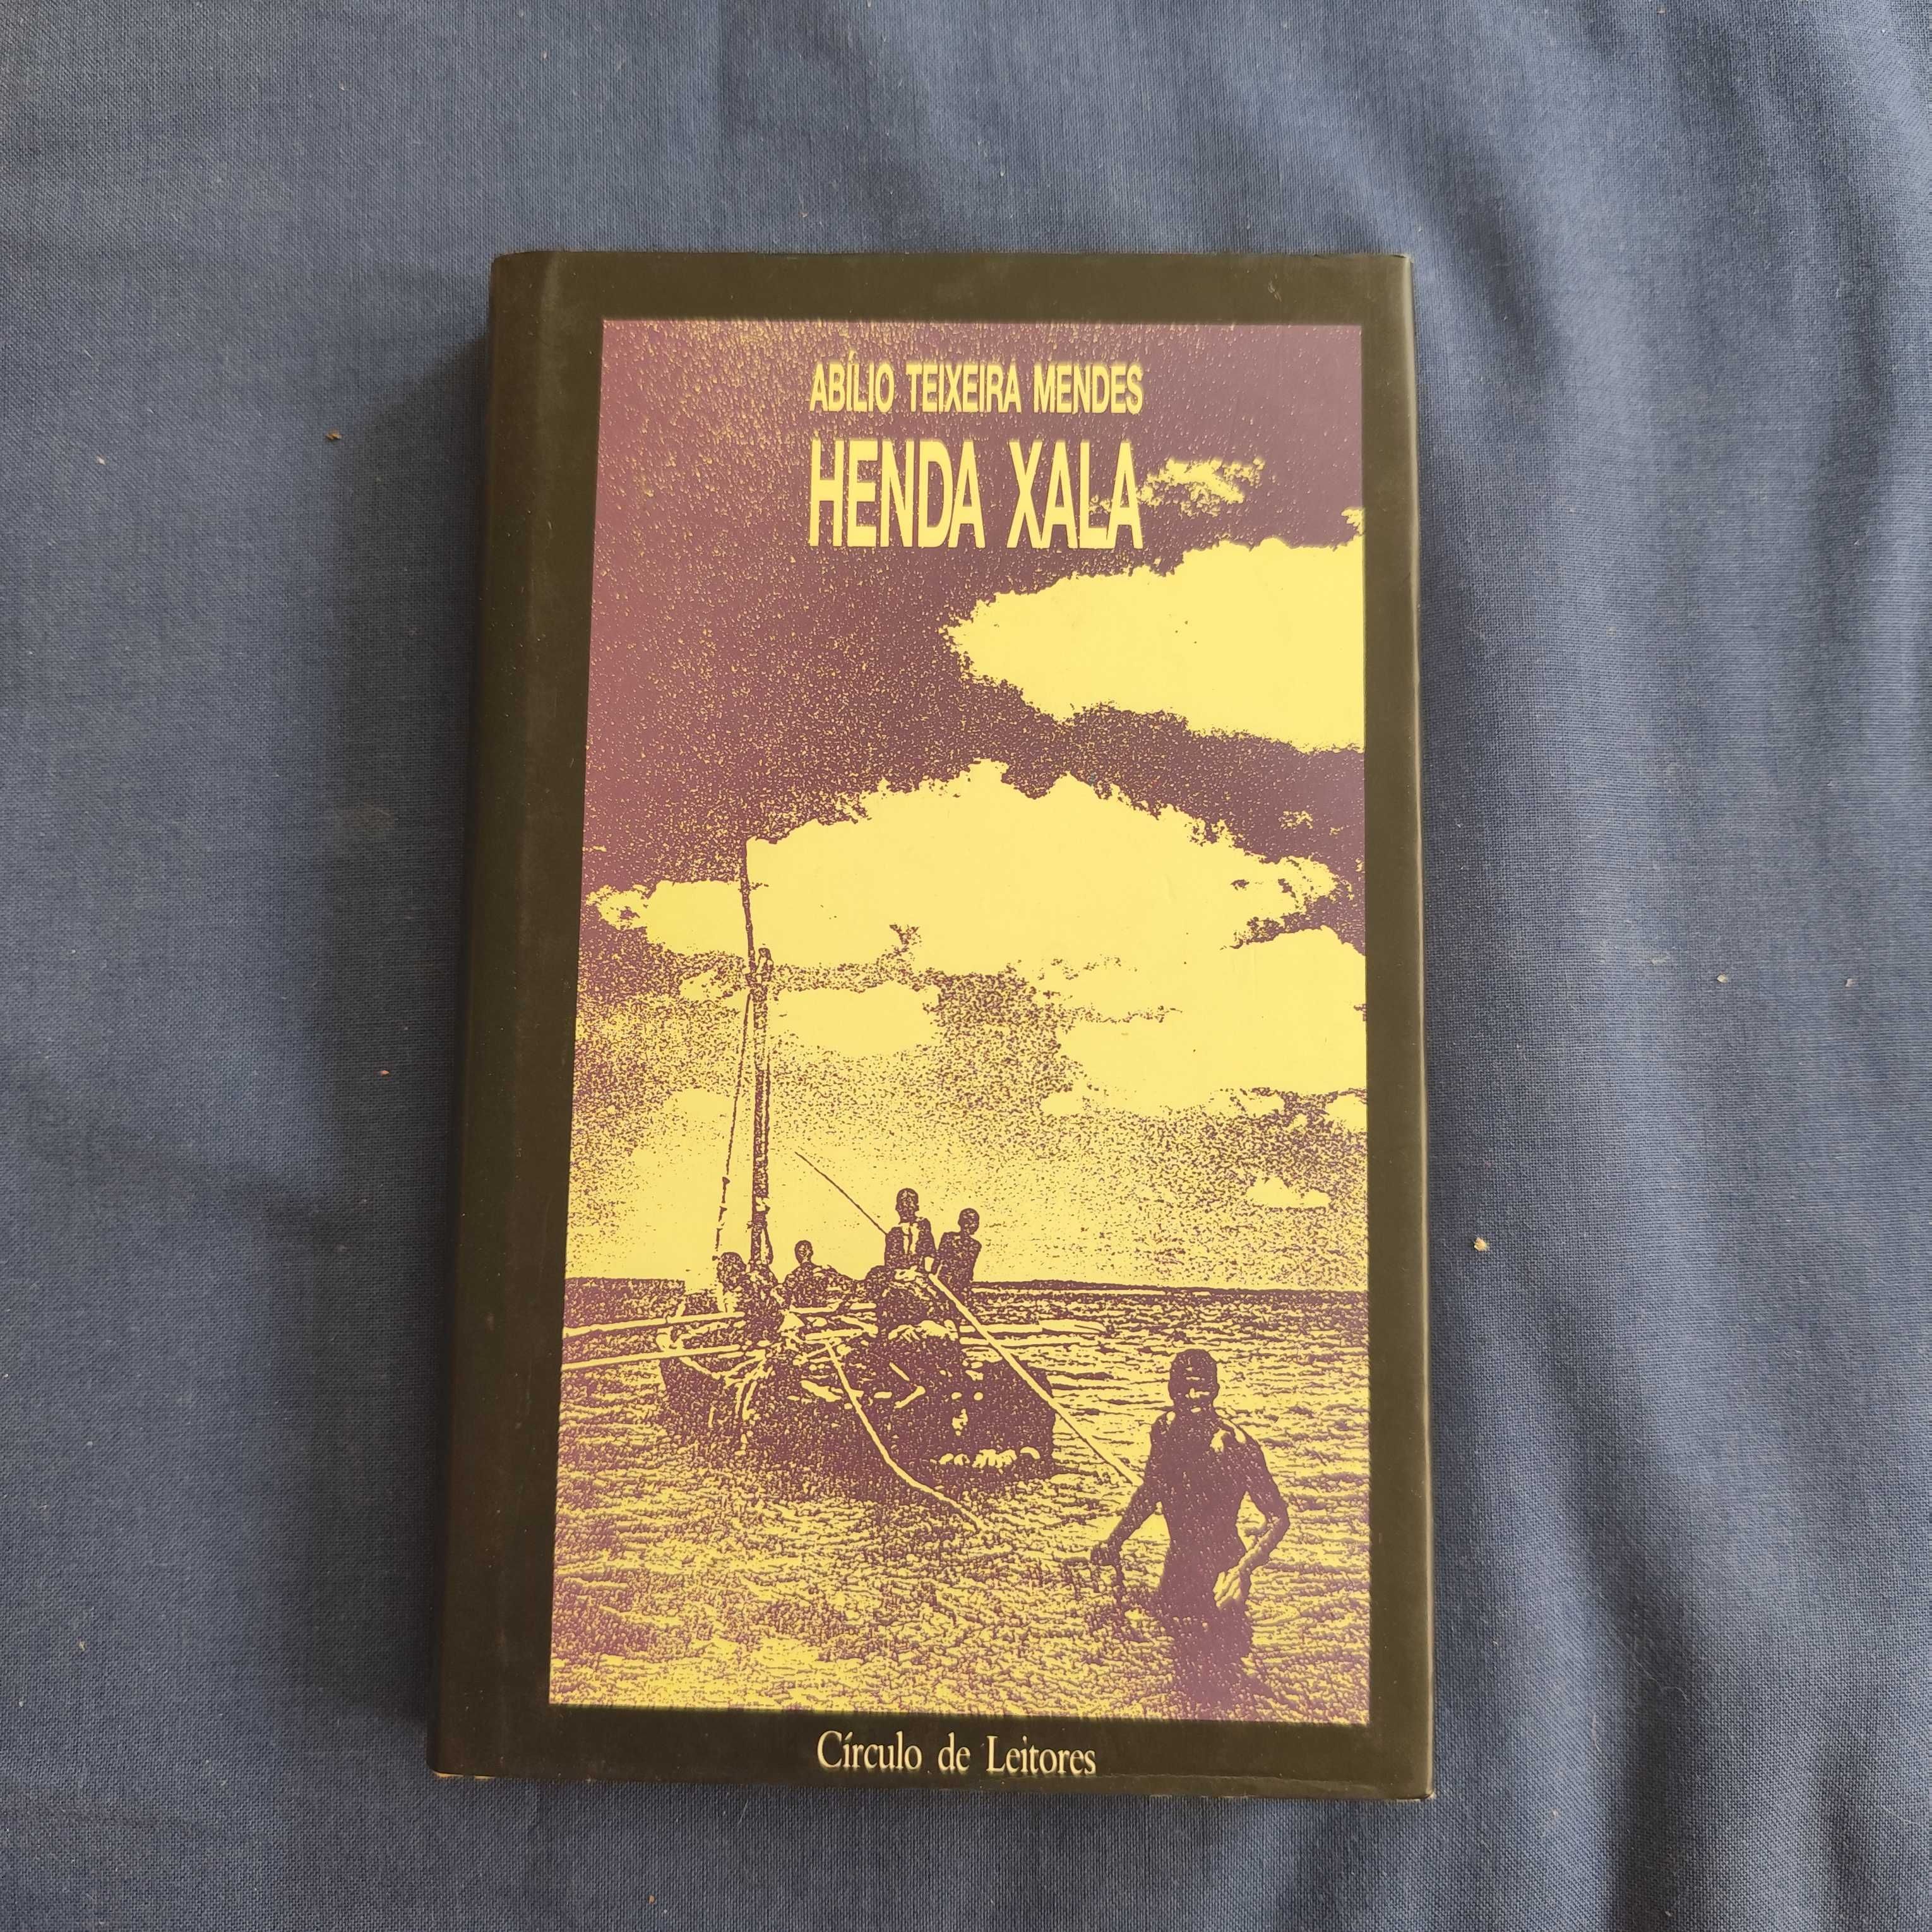 ABÍLIO TEIXEIRA MENDES
HENDA XALA
Círculo de Leitores